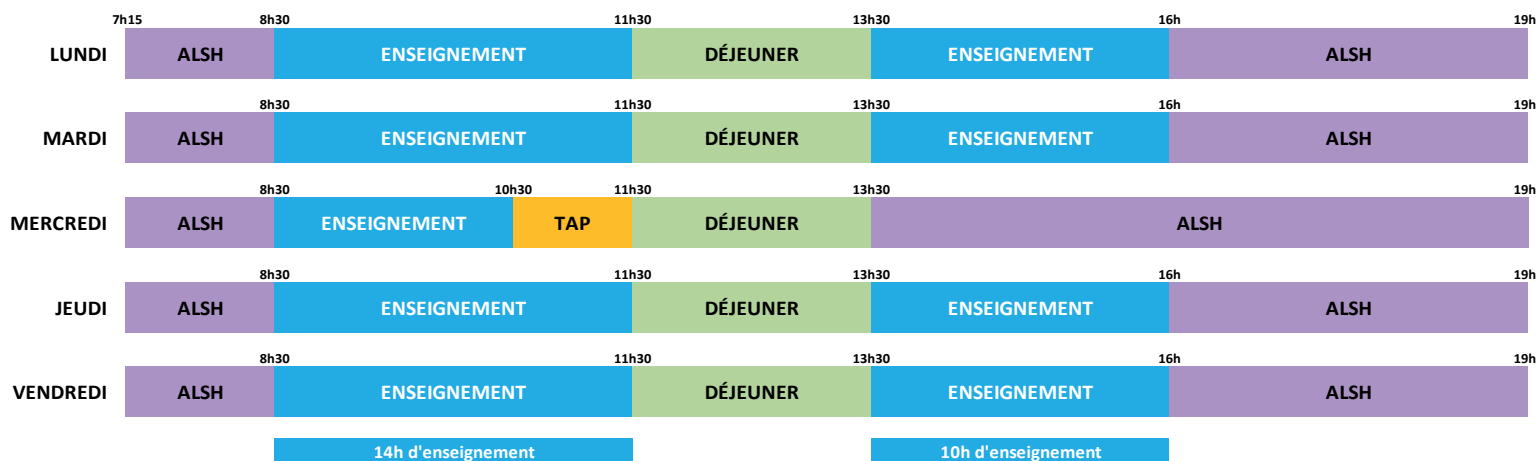 7h15 8h30 11h30 13h30 16h 19h
LUNDI ALSH ENSEIGNEMENT DÉJEUNER ENSEIGNEMENT ALSH
8h30 11h30 13h30 16h 19h
MARDI ALSH ENSEIGNEMENT DÉJEUNER ENSEIGNEMENT ALSH
8h30 10h30 11h30 13h30 19h
MERCREDI ALSH ENSEIGNEMENT TAP DÉJEUNER ALSH
8h30 11h30 13h30 16h 19h
JEUDI ALSH ENSEIGNEMENT DÉJEUNER ENSEIGNEMENT ALSH
8h30 11h30 13h30 16h 19h
VENDREDI ALSH ENSEIGNEMENT DÉJEUNER ENSEIGNEMENT ALSH
14h d'enseignement 10h d'enseignement